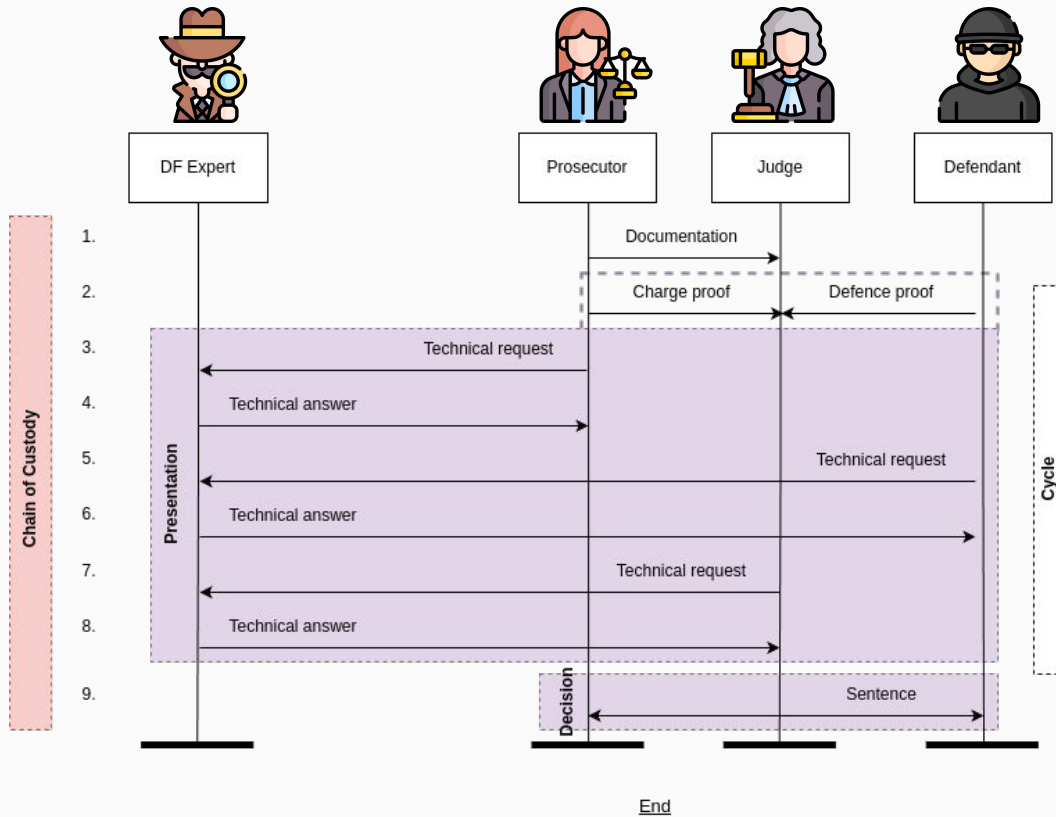 DF Expert
Prosecutor
Judge
Defendant
1.
Documentation
2.
Charge proof
Defence proof
3.
Technical request
4.
Technical answer
5.
Technical request
6.
Technical answer
7.
Technical request
8.
Technical answer
9.
Sentence
Chain of Custody
Presentation
Decision
Cycle
End